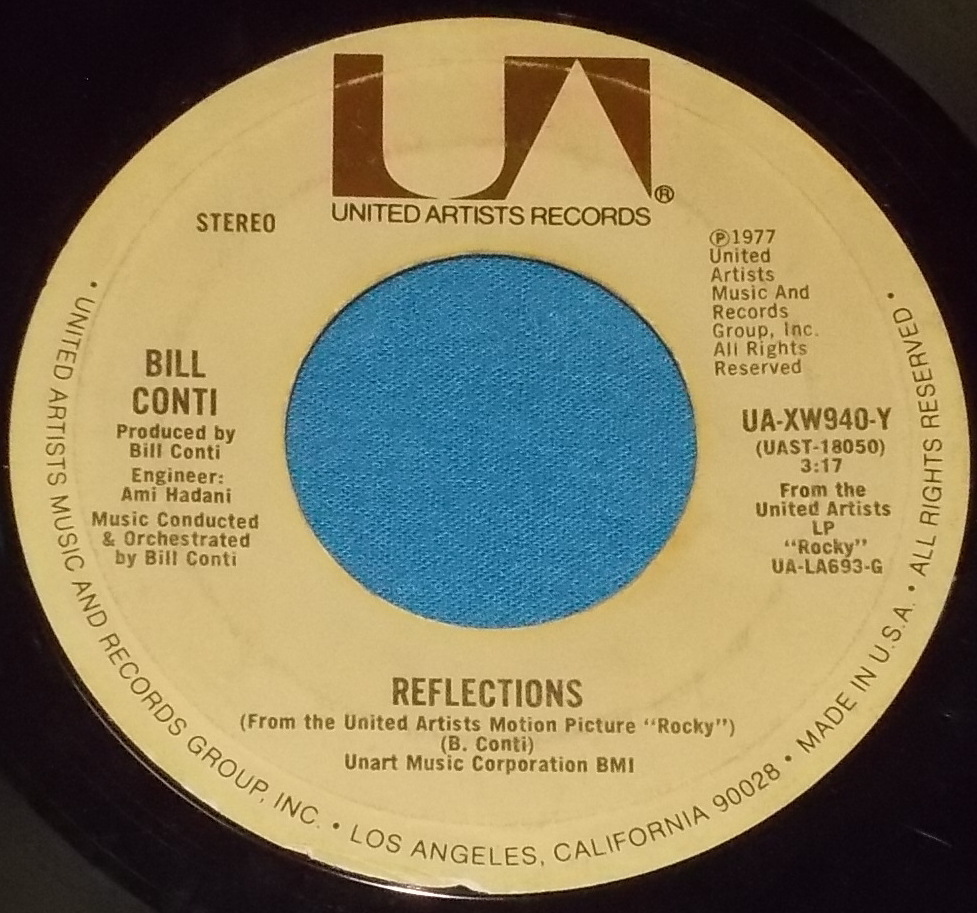 UA®
UNITED ARTISTS RECORDS
STEREO
℗1977
United
Artists
Music And
Records
Group, Inc.
All Rights
Reserved
BILL
CONTI
Produced by
Bill Conti
Engineer:
Ami Hadani
Music Conducted
& Orchestrated
by Bill Conti
UA-XW940-Y
(UAST-18050)
3:17
From the
United Artists
LP
“Rocky”
UA-LA693-G
REFLECTIONS
(From the United Artists Motion Picture “Rocky”)
(B. Conti)
Unart Music Corporation BMI
• UNITED ARTISTS MUSIC AND RECORDS GROUP, INC. • LOS ANGELES, CALIFORNIA 90028 • MADE IN U.S.A. • ALL RIGHTS RESERVED •